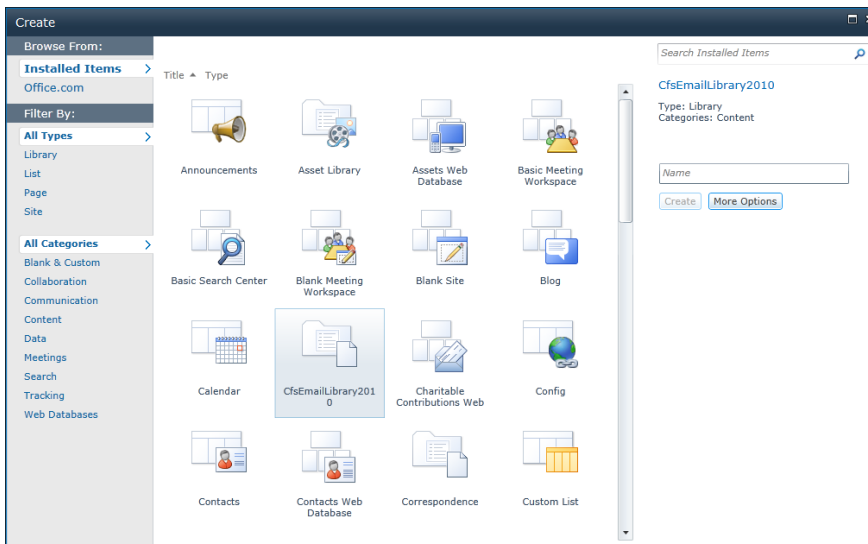 Create
Browse From:
Installed Items
Office.com
Filter By:
All Types
Library
List
Page
Site
All Categories
Blank & Custom
Collaboration
Communication
Content
Data
Meetings
Search
Tracking
Web Databases
Title Type
Announcements
Asset Library
Assets Web
Database
Basic Meeting
Workspace
Basic Search Center
Blank Meeting
Workspace
Blank Site
Blog
Calendar
CfsEmailLibrary201
0
Charitable
Contributions Web
Config
Contacts
Contacts Web
Database
Correspondence
Custom List
Search Installed Items
CfsEmailLibrary2010
Type: Library
Categories: Content
Name
Create More Options